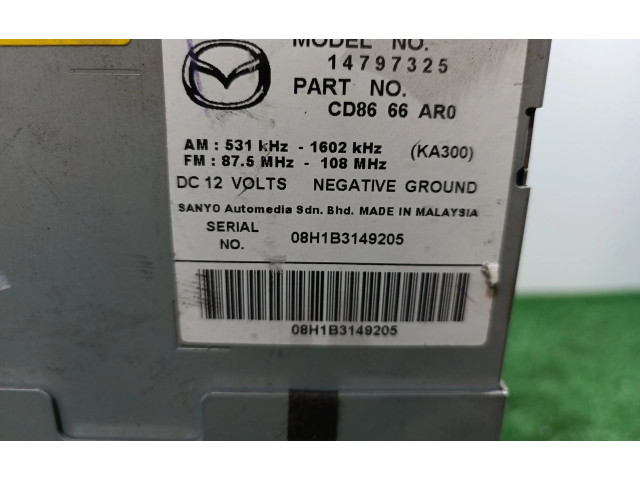 MODEL NO.
14797325
PART NO.
CD86 66 AR0
AM : 531 kHz - 1602 kHz (KA300)
FM : 87.5 MHz - 108 MHz
DC 12 VOLTS NEGATIVE GROUND
SANYO Automedia Sdn. Bhd. MADE IN MALAYSIA
SERIAL NO. 08H1B3149205
08H1B3149205